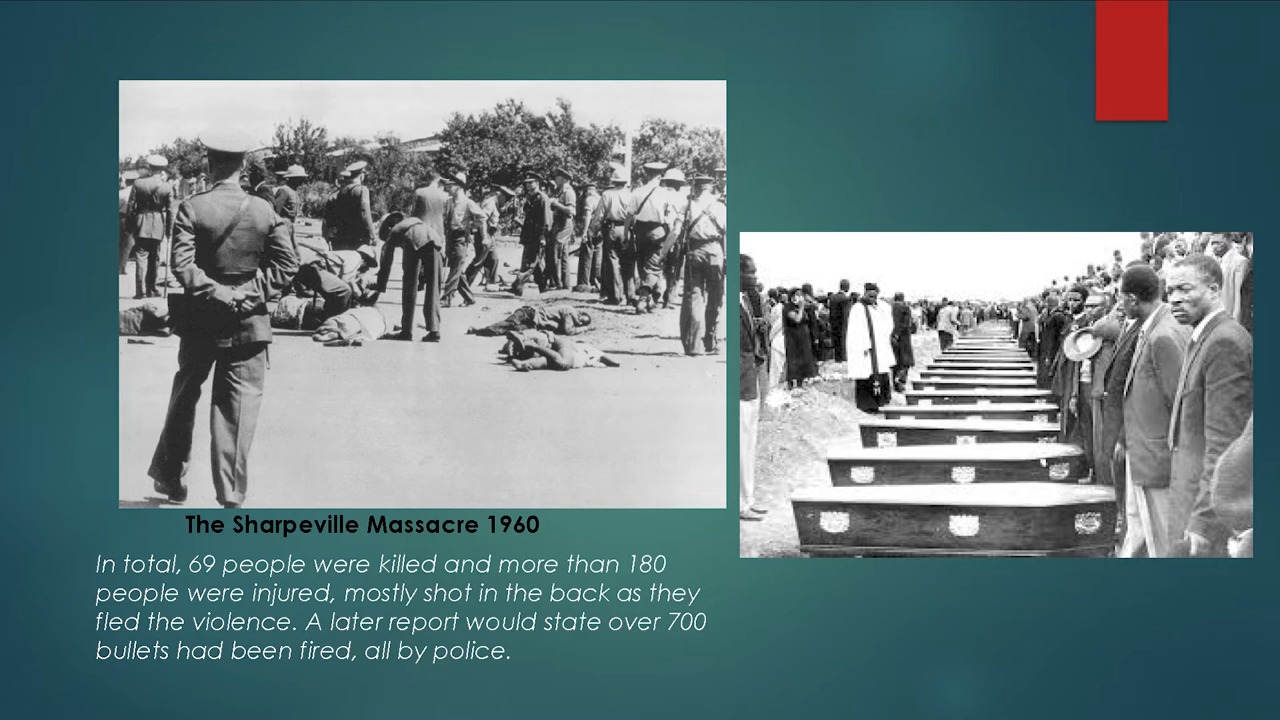 The Sharpeville Massacre 1960
In total, 69 people were killed and more than 180
people were injured, mostly shot in the back as they
fled the violence. A later report would state over 700
bullets had been fired, all by police.